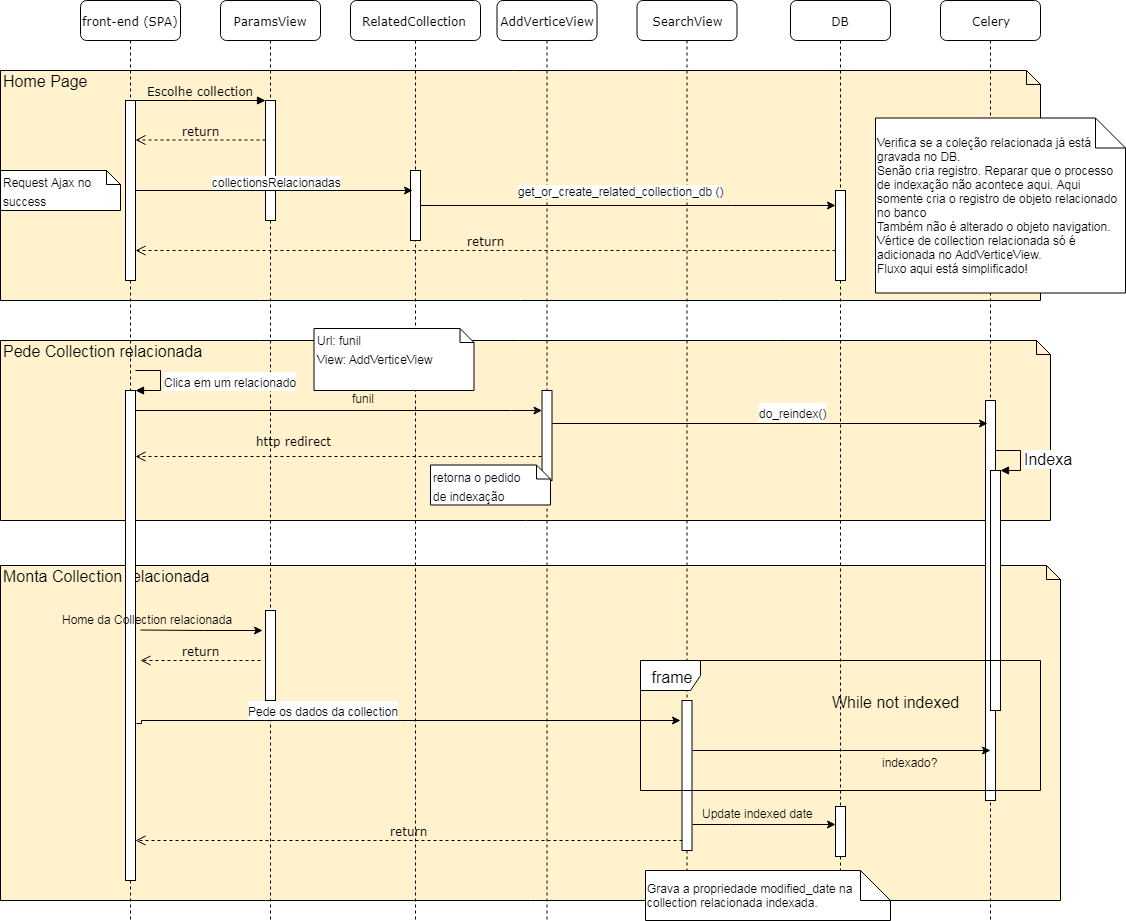 front-end (SPA)
ParamsView
RelatedCollection
AddVerticeView
SearchView
DB
Celery
Home Page
Escolhe collection
return
Request Ajax no
success
collectionsRelacionadas
get_or_create_related_collection_db ()
return
Verifica se a coleção relacionada já está
gravada no DB.
Senão cria registro. Reparar que o processo
de indexação não acontece aqui. Aqui
somente cria o registro de objeto relacionado
no banco
Também não é alterado o objeto navigation.
Vértice de collection relacionada só é
adicionada no AddVerticeView.
Fluxo aqui está simplificado!
Pede Collection relacionada
Url: funil
View: AddVerticeView
Clica em um relacionado
funil
do_reindex()
http redirect
Indexa
retorna o pedido
de indexação
Monta Collection relacionada
Home da Collection relacionada
return
frame
While not indexed
Pede os dados da collection
indexado?
Update indexed date
return
Grava a propriedade modified_date na
collection relacionada indexada.